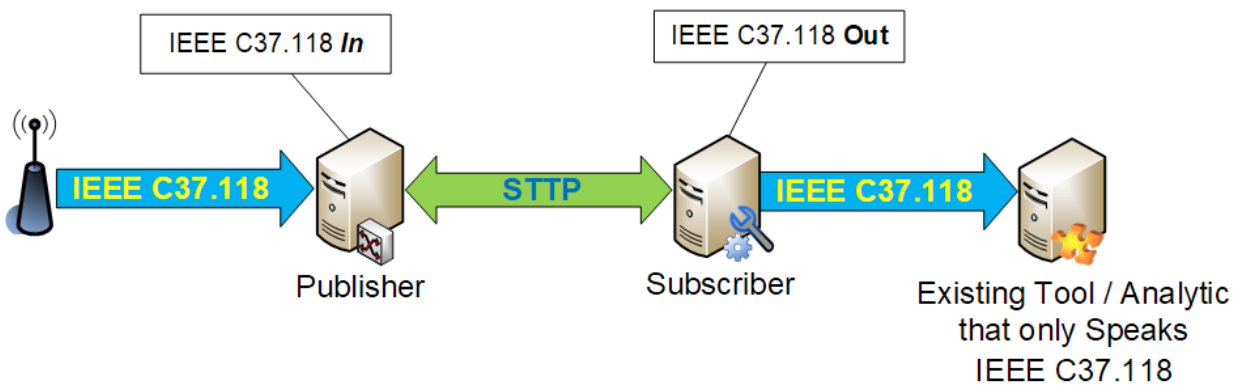 IEEE C37.118 In
IEEE C37.118 Out
IEEE C37.118
STTP
IEEE C37.118
Publisher
Subscriber
Existing Tool / Analytic
that only Speaks
IEEE C37.118